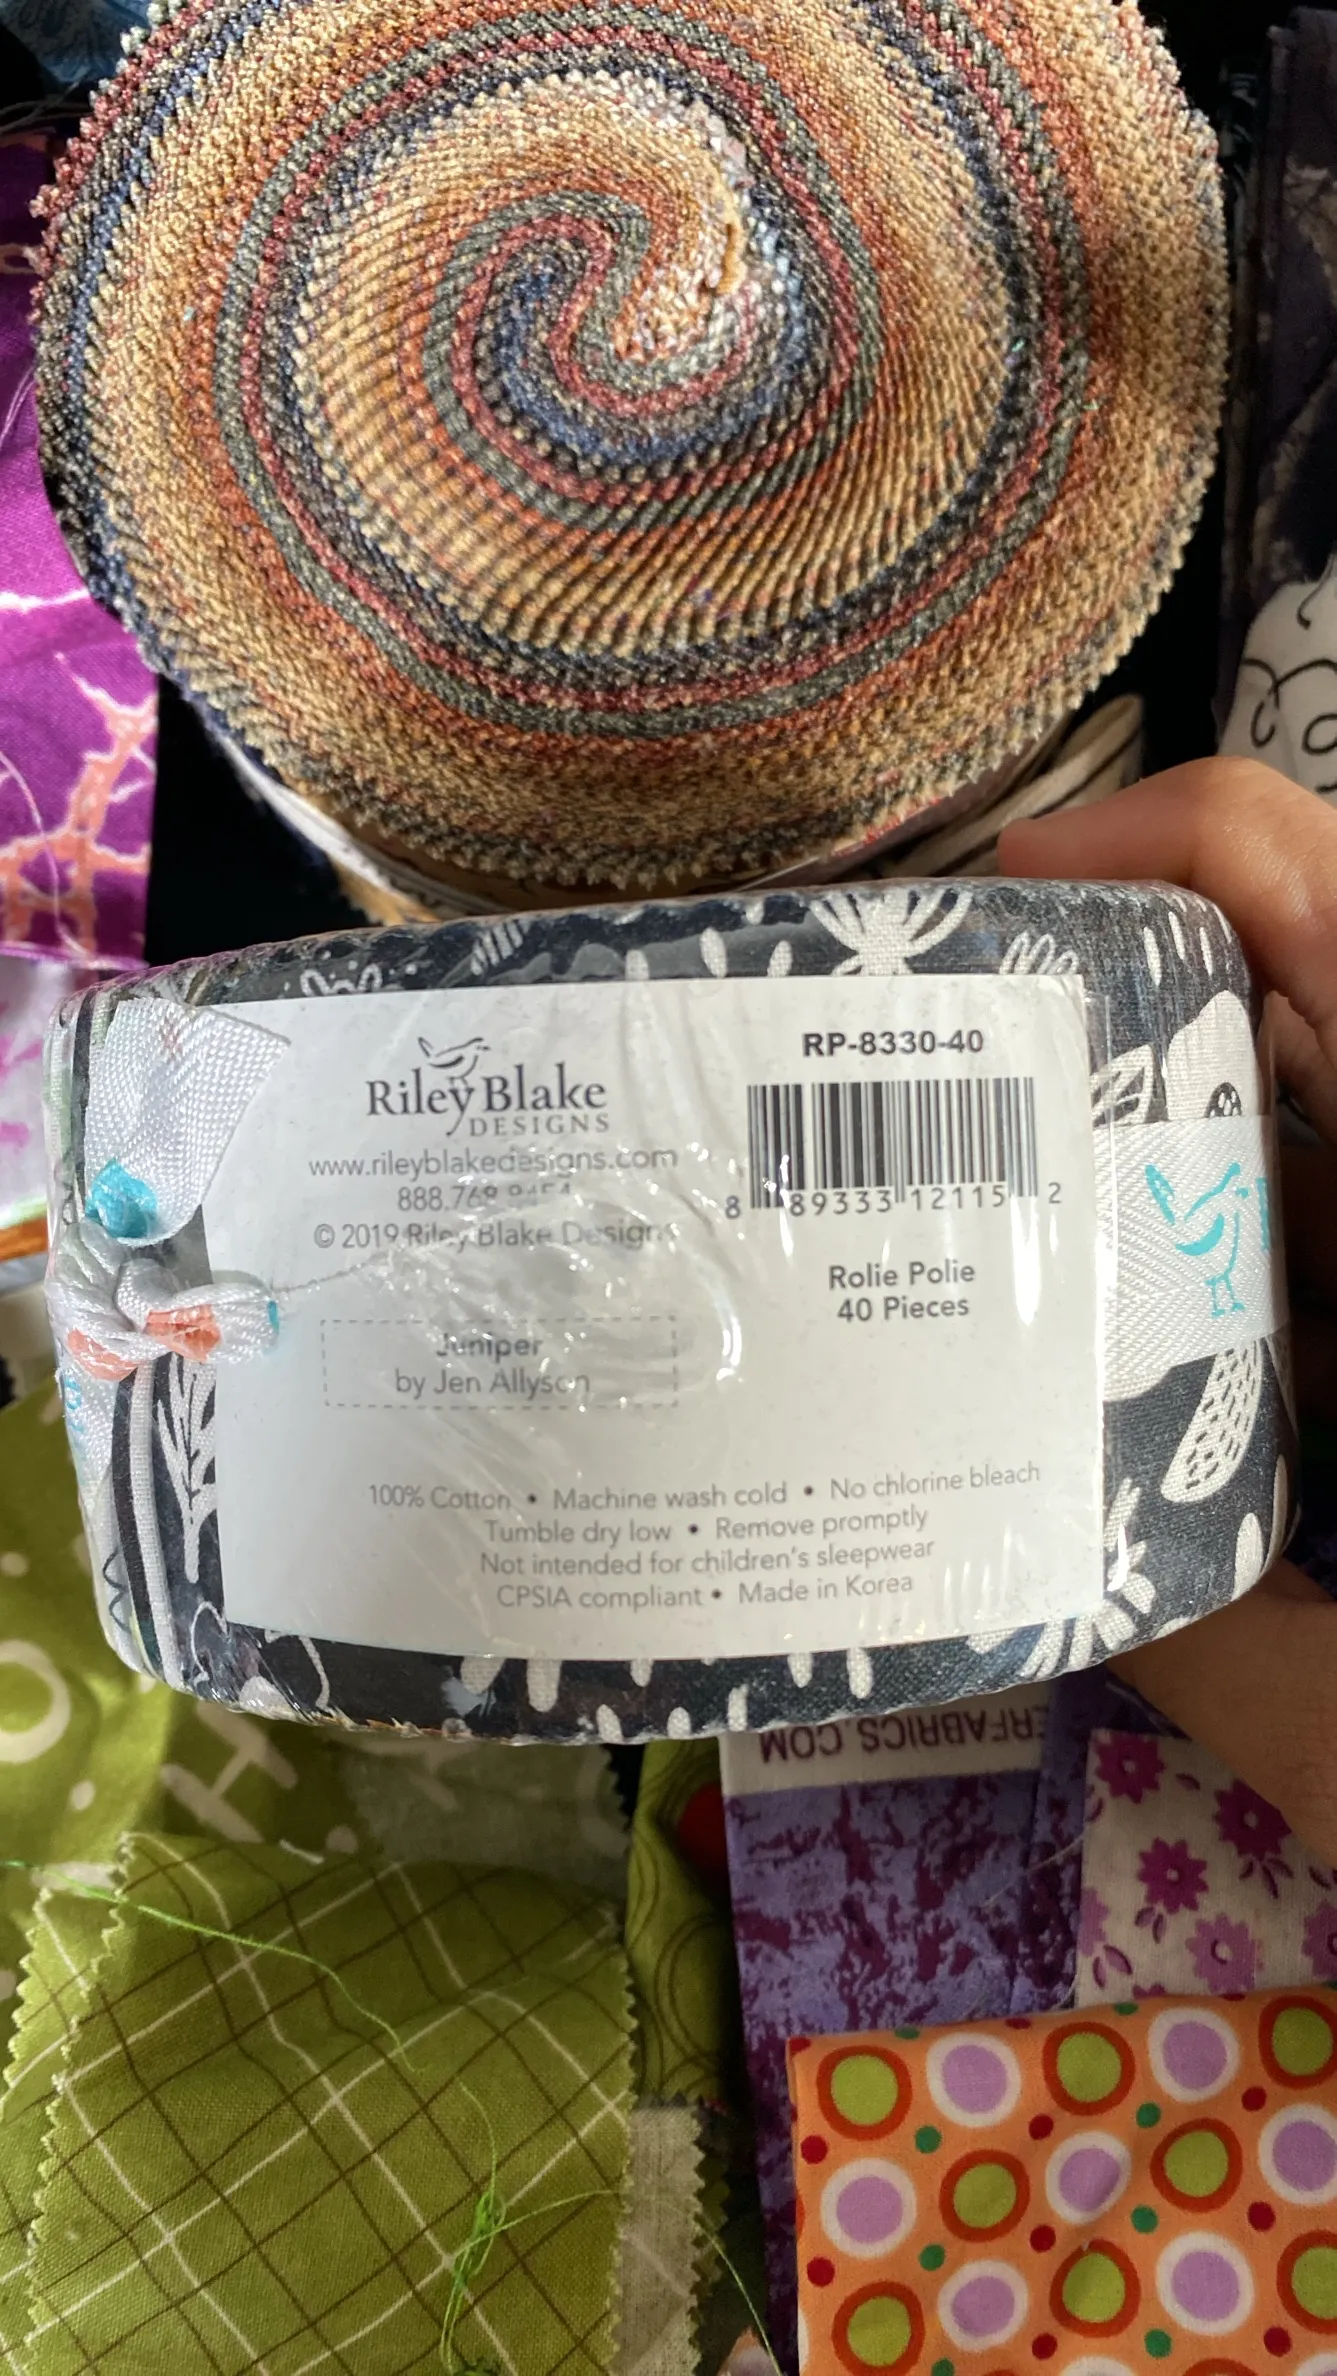 RP-8330-40
Riley Blake
DESIGNS
www.rileyblakedesigns.com
888.768
© 2019 Riley Blake Designs
8 89333 12115 2
Rolie Polie
40 Pieces
Juniper
by Jen Allyson
100% Cotton • Machine wash cold • No chlorine bleach
Tumble dry low • Remove promptly
Not intended for children's sleepwear
CPSIA compliant • Made in Korea
ERFABRICS.COM